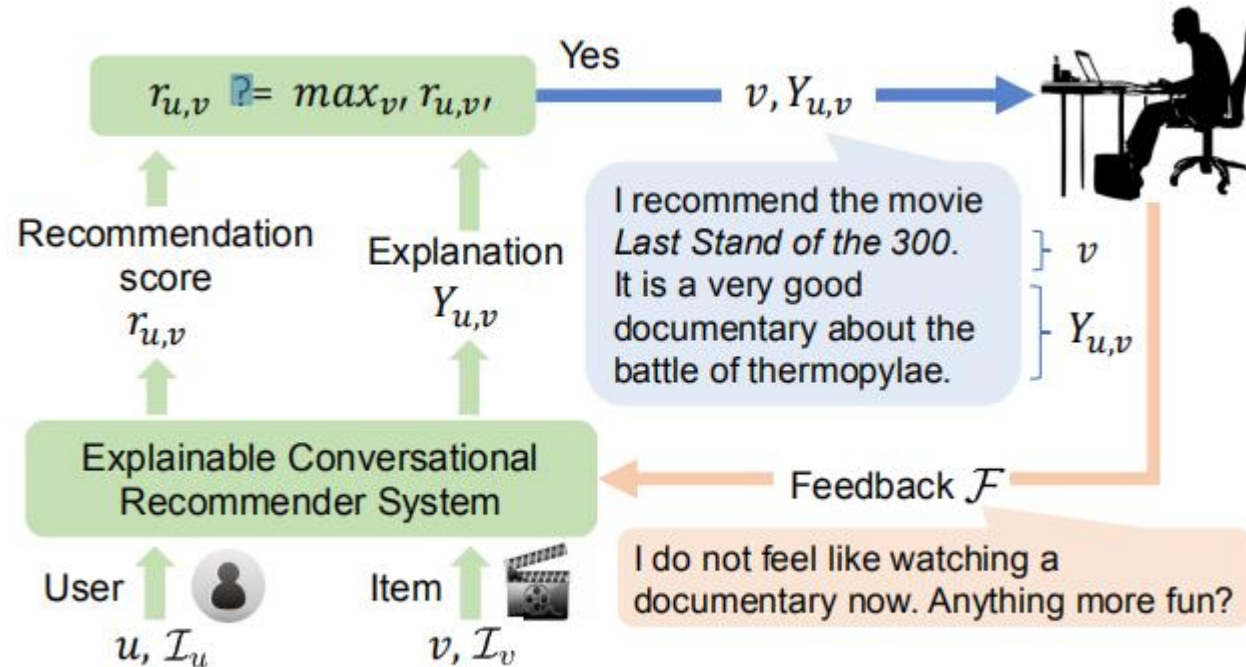 Yes
r_{u,v} ?= max_{v'} r_{u,v'}
v, Y_{u,v}
I recommend the movie
Last Stand of the 300.
It is a very good
documentary about the
battle of thermopylae.
v
Y_{u,v}
Recommendation
score
r_{u,v}
Explanation
Y_{u,v}
Explainable Conversational
Recommender System
Feedback ℱ
I do not feel like watching a
documentary now. Anything more fun?
User
Item
u, ℐ_u
v, ℐ_v